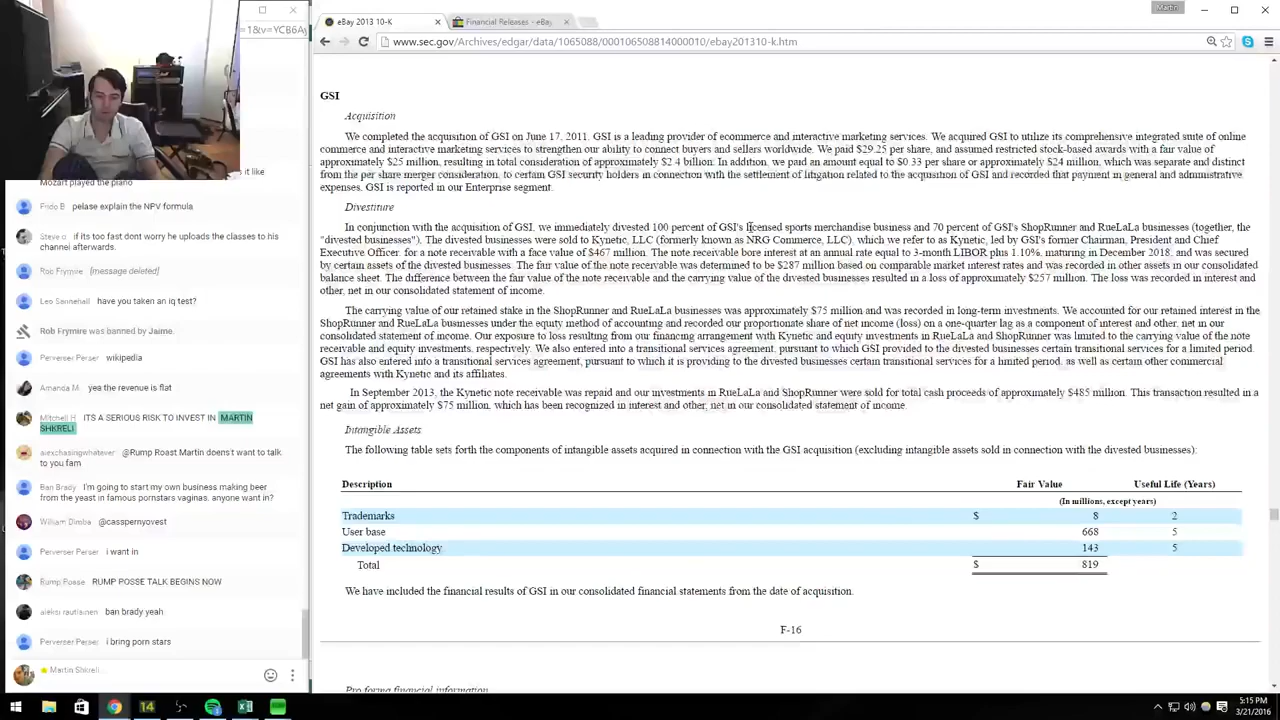 Martin
eBay 2013 10-K
Financial Releases - eBay
=1&tv=YCB6A
www.sec.gov/Archives/edgar/data/1065088/000106508814000010/ebay201310-k.htm
it like
Mozart played the piano
Frido B. pelase explain the NPV formula
Steve c if its too fast dont worry he uploads the classes to his
channel afterwards.
Rob Frymire [message deleted]
Leo Sannehall have you taken an iq test?
Rob Frymire was banned by Jaime.
Perverser Perser wikipedia
Amanda M. yea the revenue is flat
Mitchell H ITS A SERIOUS RISK TO INVEST IN MARTIN
SHKRELI
alexchasingwhatever @Rump Roast Martin doens't want to talk
to you fam
Ban Brady I'm going to start my own business making beer
from the yeast in famous pornstars vaginas. anyone want in?
William Dimba @casspernyovest
Perverser Perser i want in
Rump Posse RUMP POSSE TALK BEGINS NOW
aleksi rautiainen ban brady yeah
Perverser Perser i bring porn stars
Martin Shkreli
GSI
Acquisition
We completed the acquisition of GSI on June 17, 2011. GSI is a leading provider of ecommerce and interactive marketing services. We acquired GSI to utilize its comprehensive integrated suite of online
commerce and interactive marketing services to strengthen our ability to connect buyers and sellers worldwide. We paid $29.25 per share, and assumed restricted stock-based awards with a fair value of
approximately $25 million, resulting in total consideration of approximately $2.4 billion. In addition, we paid an amount equal to $0.33 per share or approximately $24 million, which was separate and distinct
from the per share merger consideration, to certain GSI security holders in connection with the settlement of litigation related to the acquisition of GSI and recorded that payment in general and administrative
expenses. GSI is reported in our Enterprise segment.
Divestiture
In conjunction with the acquisition of GSI, we immediately divested 100 percent of GSI's licensed sports merchandise business and 70 percent of GSI's ShopRunner and RueLaLa businesses (together, the
"divested businesses"). The divested businesses were sold to Kynetic, LLC (formerly known as NRG Commerce, LLC), which we refer to as Kynetic, led by GSI's former Chairman, President and Chief
Executive Officer, for a note receivable with a face value of $467 million. The note receivable bore interest at an annual rate equal to 3-month LIBOR plus 1.10%, maturing in December 2018, and was secured
by certain assets of the divested businesses. The fair value of the note receivable was determined to be $287 million based on comparable market interest rates and was recorded in other assets in our consolidated
balance sheet. The difference between the fair value of the note receivable and the carrying value of the divested businesses resulted in a loss of approximately $257 million. The loss was recorded in interest and
other, net in our consolidated statement of income.
The carrying value of our retained stake in the ShopRunner and RueLaLa businesses was approximately $75 million and was recorded in long-term investments. We accounted for our retained interest in the
ShopRunner and RueLaLa businesses under the equity method of accounting and recorded our proportionate share of net income (loss) on a one-quarter lag as a component of interest and other, net in our
consolidated statement of income. Our exposure to loss resulting from our financing arrangement with Kynetic and equity investments in RueLaLa and ShopRunner was limited to the carrying value of the note
receivable and equity investments, respectively. We also entered into a transitional services agreement, pursuant to which GSI provided to the divested businesses certain transitional services for a limited period.
GSI has also entered into a transitional services agreement, pursuant to which it is providing to the divested businesses certain transitional services for a limited period, as well as certain other commercial
agreements with Kynetic and its affiliates.
In September 2013, the Kynetic note receivable was repaid and our investments in RueLaLa and ShopRunner were sold for total cash proceeds of approximately $485 million. This transaction resulted in a
net gain of approximately $75 million, which has been recognized in interest and other, net in our consolidated statement of income.
Intangible Assets
The following table sets forth the components of intangible assets acquired in connection with the GSI acquisition (excluding intangible assets sold in connection with the divested businesses):
Description Fair Value Useful Life (Years)
(In millions, except years)
Trademarks $ 8 2
User base 668 5
Developed technology 143 5
Total $ 819
We have included the financial results of GSI in our consolidated financial statements from the date of acquisition.
F-16
Pro forma financial information
5:15 PM
3/21/2016